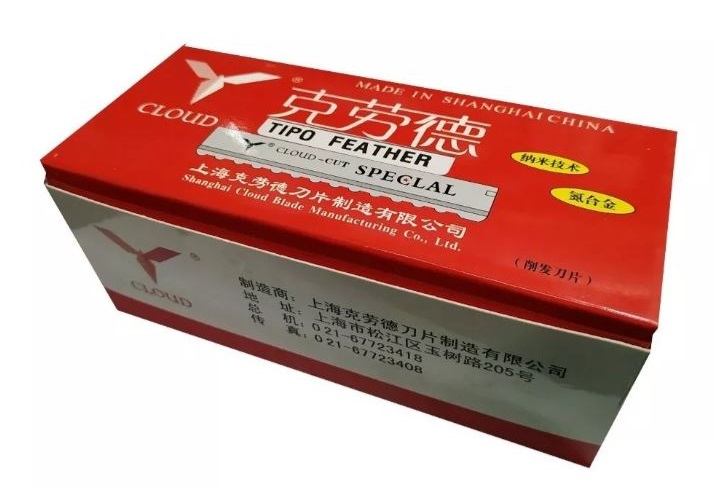 MADE IN SHANGHAI CHINA
®
CLOUD
克劳德
TIPO FEATHER
® CLOUD-CUT SPECLAL
纳米技术
氮合金
上海克劳德刀片制造有限公司
Shanghai Cloud Blade Manufacturing Co., Ltd.
(削发刀片)
®
CLOUD
制造商:上海克劳德刀片制造有限公司
地 址:上海市松江区玉树路205号
总 机:021-67723418
传 真:021-67723408